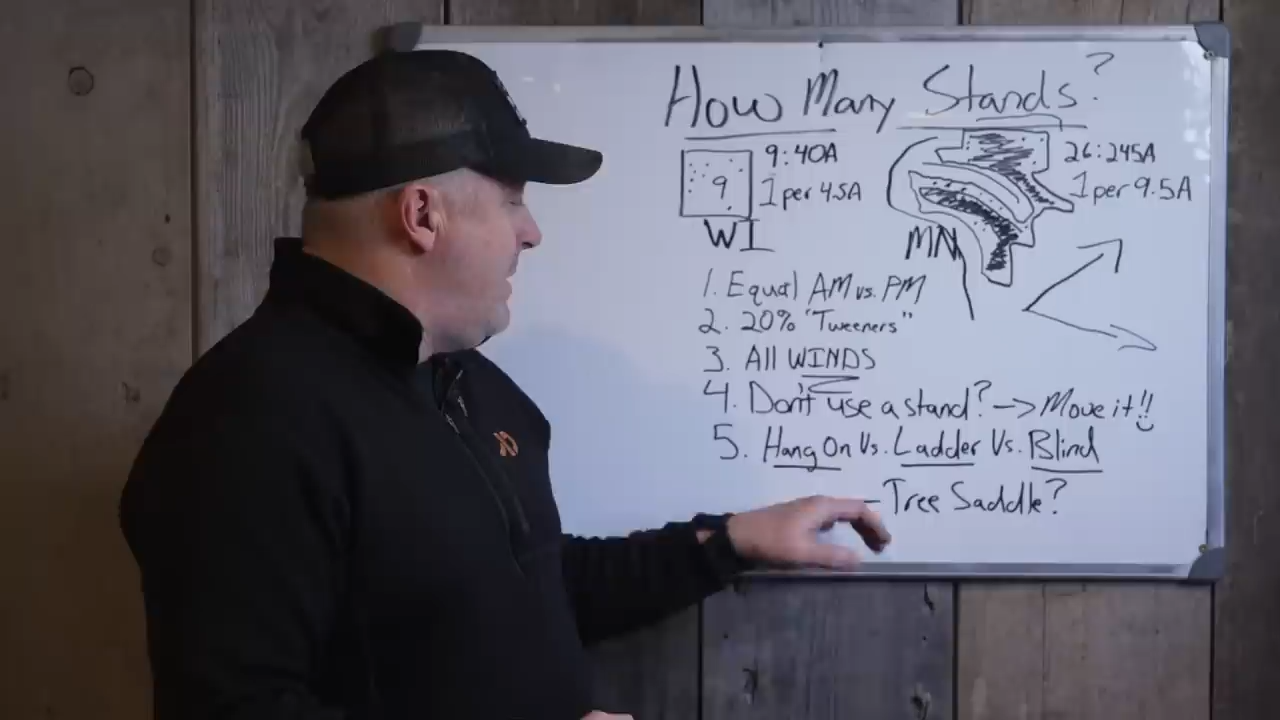 How Many Stands?
9:40A
9
1 per 4.5A
WI
26:245A
1 per 9.5A
MN
1. Equal AM vs. PM
2. 20% "Tweeners"
3. All WINDS
4. Don't use a stand? -> Move it!!
5. Hang On Vs. Ladder Vs. Blind
- Tree Saddle?